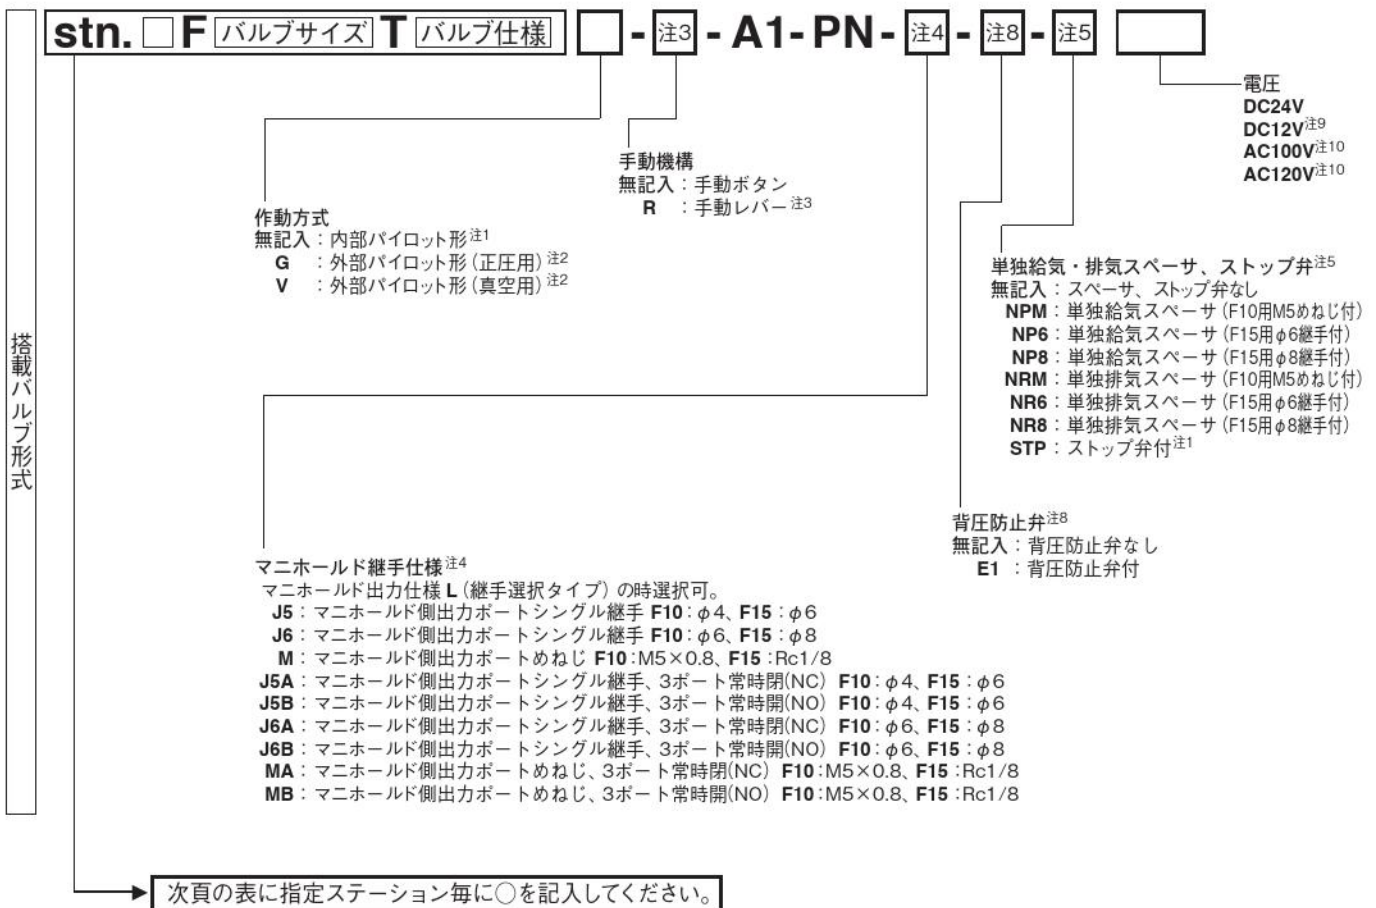 stn. □ F バルブサイズ T バルブ仕様 □ - 注3 - A1-PN- 注4 - 注8 - 注5
電圧
DC24V
DC12V注9
AC100V注10
AC120V注10
手動機構
無記入：手動ボタン
R ：手動レバー注3
作動方式
無記入：内部パイロット形注1
G ：外部パイロット形(正圧用)注2
V ：外部パイロット形(真空用)注2
単独給気・排気スペーサ、ストップ弁注5
無記入：スペーサ、ストップ弁なし
NPM：単独給気スペーサ(F10用M5めねじ付)
NP6：単独給気スペーサ(F15用φ6継手付)
NP8：単独給気スペーサ(F15用φ8継手付)
NRM：単独排気スペーサ(F10用M5めねじ付)
NR6：単独排気スペーサ(F15用φ6継手付)
NR8：単独排気スペーサ(F15用φ8継手付)
STP：ストップ弁付注1
搭載バルブ形式
背圧防止弁注8
無記入：背圧防止弁なし
E1 ：背圧防止弁付
マニホールド継手仕様注4
マニホールド出力仕様 L(継手選択タイプ)の時選択可。
J5：マニホールド側出力ポートシングル継手 F10：φ4、F15：φ6
J6：マニホールド側出力ポートシングル継手 F10：φ6、F15：φ8
M：マニホールド側出力ポートめねじ F10：M5×0.8、F15：Rc1/8
J5A：マニホールド側出力ポートシングル継手、3ポート常時閉(NC) F10：φ4、F15：φ6
J5B：マニホールド側出力ポートシングル継手、3ポート常時開(NO) F10：φ4、F15：φ6
J6A：マニホールド側出力ポートシングル継手、3ポート常時閉(NC) F10：φ6、F15：φ8
J6B：マニホールド側出力ポートシングル継手、3ポート常時開(NO) F10：φ6、F15：φ8
MA：マニホールド側出力ポートめねじ、3ポート常時閉(NC) F10：M5×0.8、F15：Rc1/8
MB：マニホールド側出力ポートめねじ、3ポート常時開(NO) F10：M5×0.8、F15：Rc1/8
次頁の表に指定ステーション毎に○を記入してください。